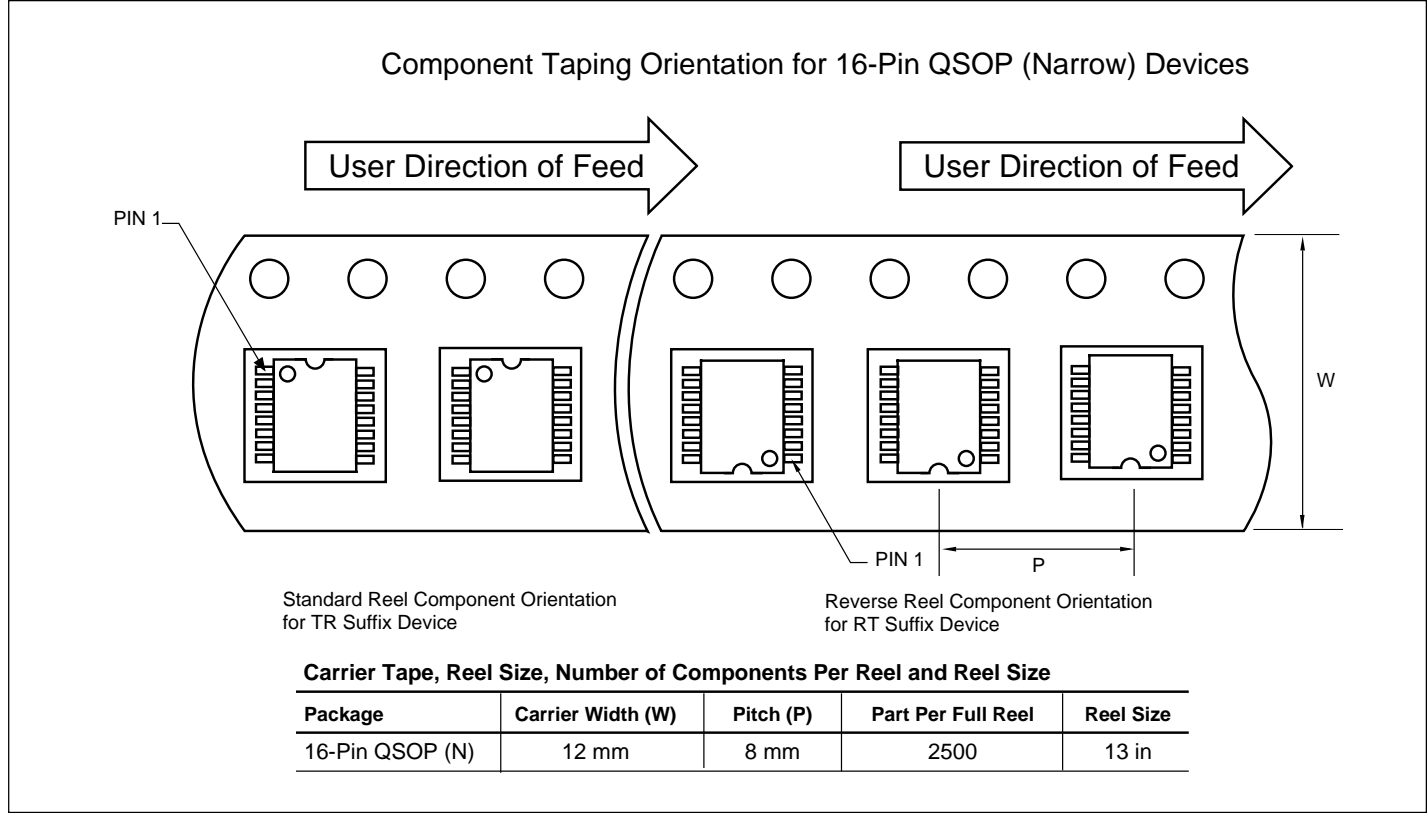 Component Taping Orientation for 16-Pin QSOP (Narrow) Devices
User Direction of Feed
User Direction of Feed
PIN 1
W
PIN 1
P
Standard Reel Component Orientation
for TR Suffix Device
Reverse Reel Component Orientation
for RT Suffix Device
Carrier Tape, Reel Size, Number of Components Per Reel and Reel Size
Package Carrier Width (W) Pitch (P) Part Per Full Reel Reel Size
16-Pin QSOP (N) 12 mm 8 mm 2500 13 in